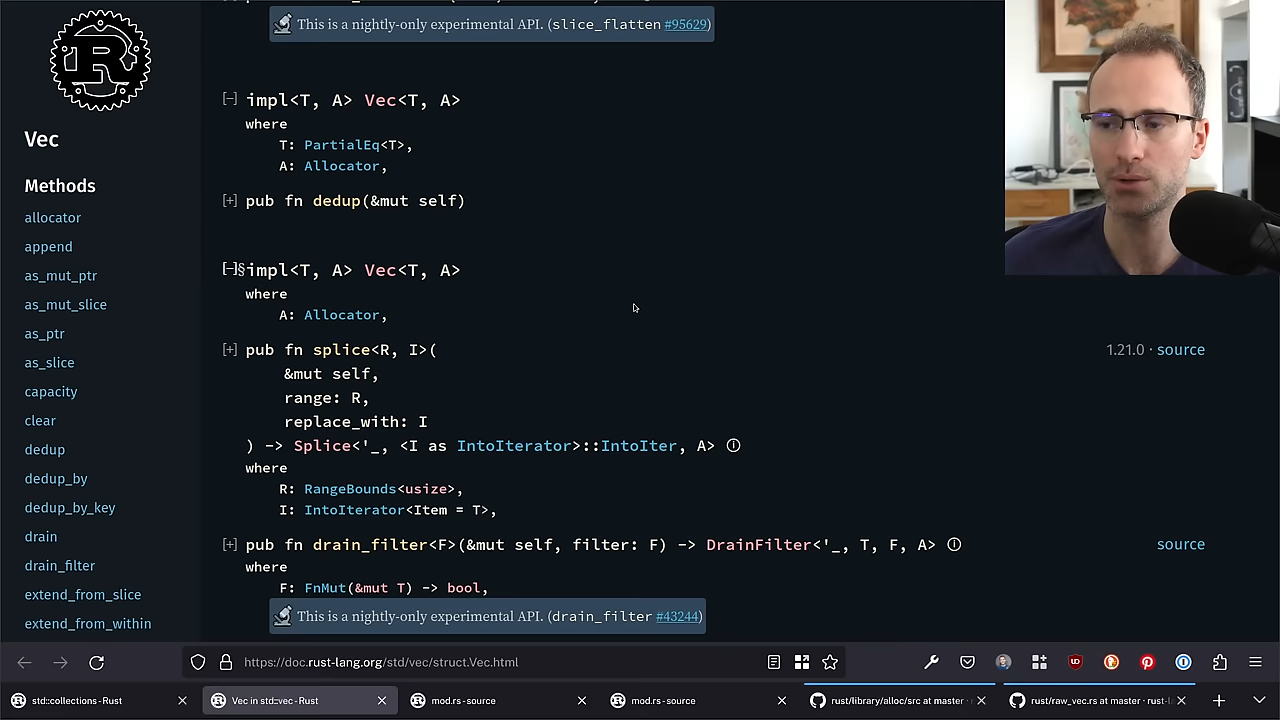 This is a nightly-only experimental API. (slice_flatten #95629)
Vec
Methods
allocator
append
as_mut_ptr
as_mut_slice
as_ptr
as_slice
capacity
clear
dedup
dedup_by
dedup_by_key
drain
drain_filter
extend_from_slice
extend_from_within
[−] impl<T, A> Vec<T, A>
where
T: PartialEq<T>,
A: Allocator,
[+] pub fn dedup(&mut self)
[−]§impl<T, A> Vec<T, A>
where
A: Allocator,
[+] pub fn splice<R, I>(
1.21.0 · source
&mut self,
range: R,
replace_with: I
) -> Splice<'_, <I as IntoIterator>::IntoIter, A> ⓘ
where
R: RangeBounds<usize>,
I: IntoIterator<Item = T>,
[+] pub fn drain_filter<F>(&mut self, filter: F) -> DrainFilter<'_, T, F, A> ⓘ
source
where
F: FnMut(&mut T) -> bool,
This is a nightly-only experimental API. (drain_filter #43244)
https://doc.rust-lang.org/std/vec/struct.Vec.html
std::collections - Rust
Vec in std::vec - Rust
mod.rs - source
mod.rs - source
rust/library/alloc/src at master ·
rust/raw_vec.rs at master · rust-l